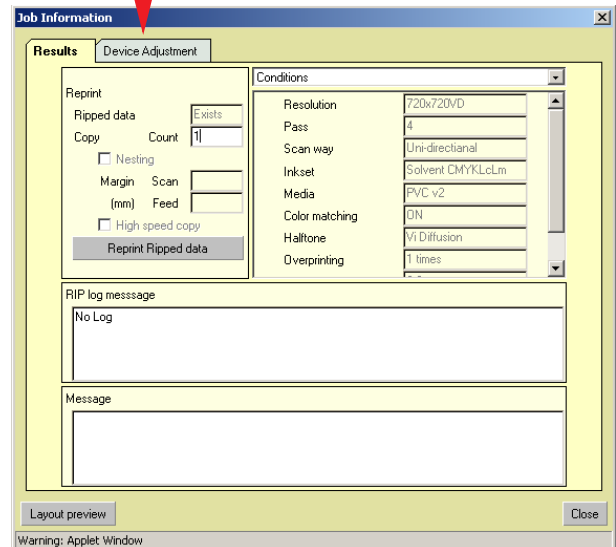 Job Information
Results Device Adjustment
Reprint
Ripped data Exists
Copy Count 1
Nesting
Margin Scan
(mm) Feed
High speed copy
Reprint Ripped data
Conditions
Resolution 720x720VD
Pass 4
Scan way Uni-directianal
Inkset Solvent CMYKLcLm
Media PVC v2
Color matching ON
Halftone Vi Diffusion
Overprinting 1 times
RIP log messsage
No Log
Message
Layout preview Close
Warning: Applet Window